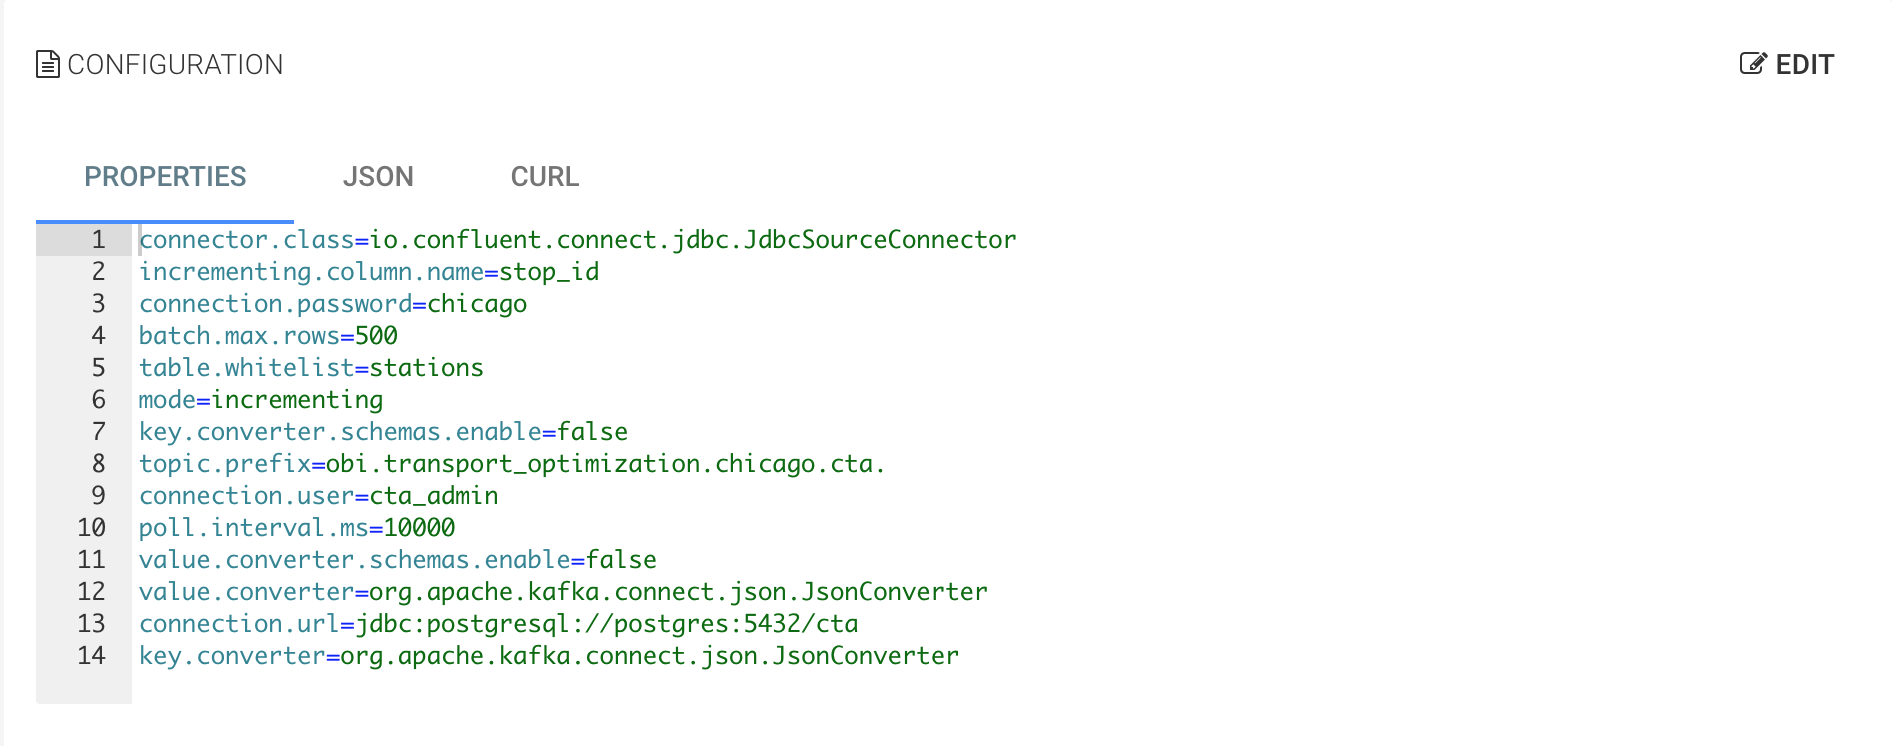 CONFIGURATION
EDIT
PROPERTIES JSON CURL
1 connector.class=io.confluent.connect.jdbc.JdbcSourceConnector
2 incrementing.column.name=stop_id
3 connection.password=chicago
4 batch.max.rows=500
5 table.whitelist=stations
6 mode=incrementing
7 key.converter.schemas.enable=false
8 topic.prefix=obi.transport_optimization.chicago.cta.
9 connection.user=cta_admin
10 poll.interval.ms=10000
11 value.converter.schemas.enable=false
12 value.converter=org.apache.kafka.connect.json.JsonConverter
13 connection.url=jdbc:postgresql://postgres:5432/cta
14 key.converter=org.apache.kafka.connect.json.JsonConverter